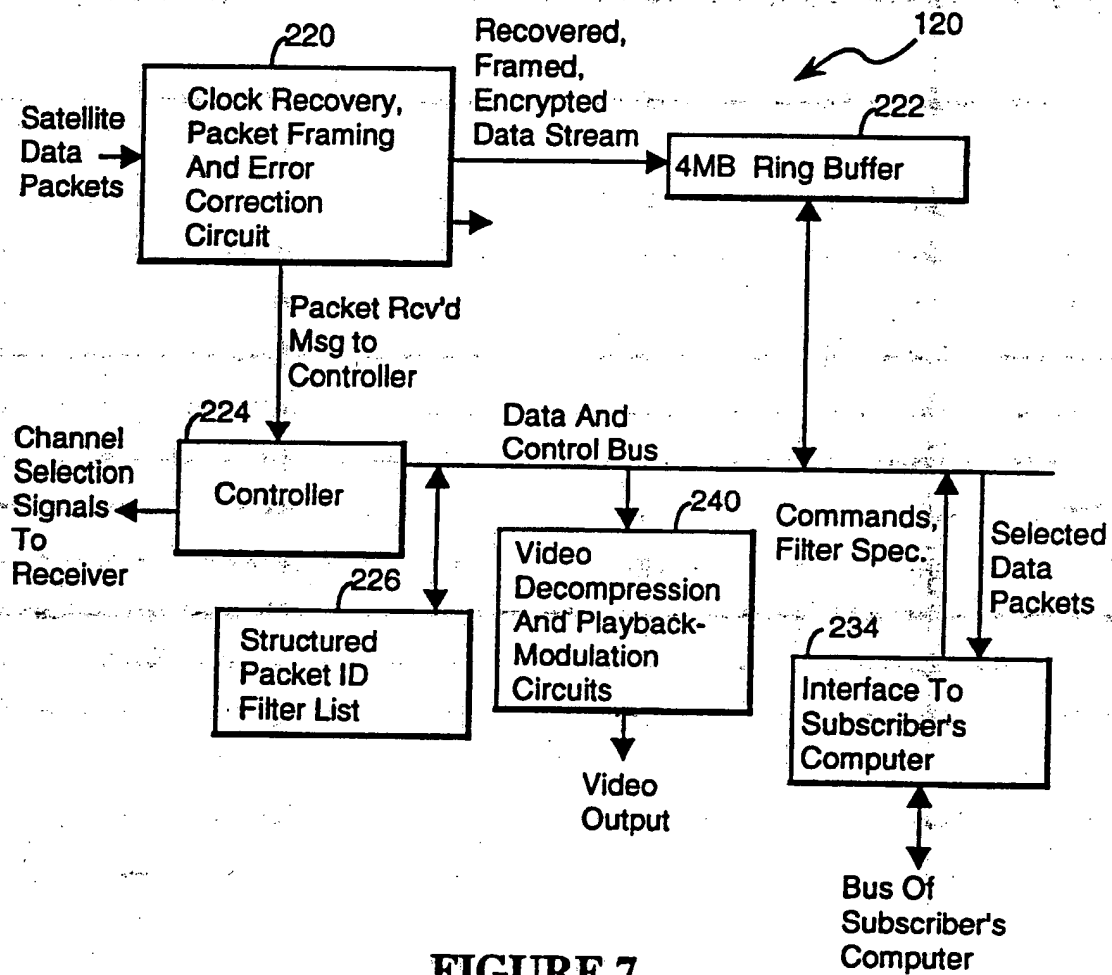 220
Recovered,
Framed,
Encrypted
Data Stream
120
Satellite
Data
Packets
Clock Recovery,
Packet Framing
And Error
Correction
Circuit
222
4MB Ring Buffer
Packet Rcv'd
Msg to
Controller
224
Channel
Selection
Signals
To
Receiver
Controller
Data And
Control Bus
226
Structured
Packet ID
Filter List
240
Video
Decompression
And Playback-
Modulation
Circuits
Video
Output
Commands,
Filter Spec.
Selected
Data
Packets
234
Interface To
Subscriber's
Computer
Bus Of
Subscriber's
Computer
FIGURE 7